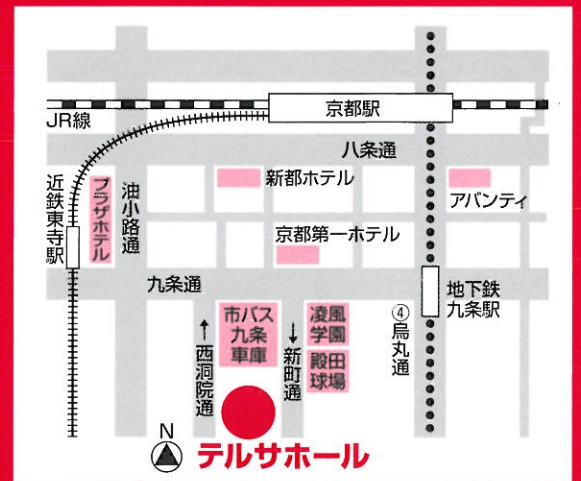 京都駅
JR線
八条通
新都ホテル
アバンティ
近鉄東寺駅
プラザホテル
油小路通
京都第一ホテル
九条通
地下鉄
九条駅
市バス
九条
車庫
凌風
学園
殿田
球場
↑西洞院通
↓新町通
④烏丸通
N
テルサホール